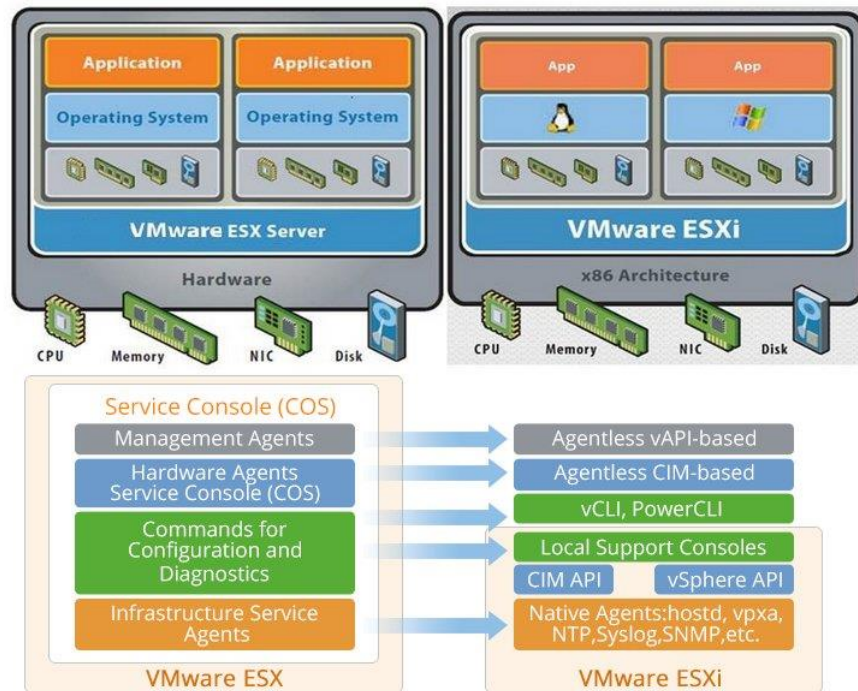 Application
Application
Operating System
Operating System
VMware ESX Server
Hardware
CPU
Memory
NIC
Disk
App
App
VMware ESXi
x86 Architecture
CPU
Memory
NIC
Disk
Service Console (COS)
Management Agents
Hardware Agents
Service Console (COS)
Commands for
Configuration and
Diagnostics
Infrastructure Service
Agents
VMware ESX
Agentless vAPI-based
Agentless CIM-based
vCLI, PowerCLI
Local Support Consoles
CIM API
vSphere API
Native Agents:hostd, vpxa,
NTP,Syslog,SNMP,etc.
VMware ESXi